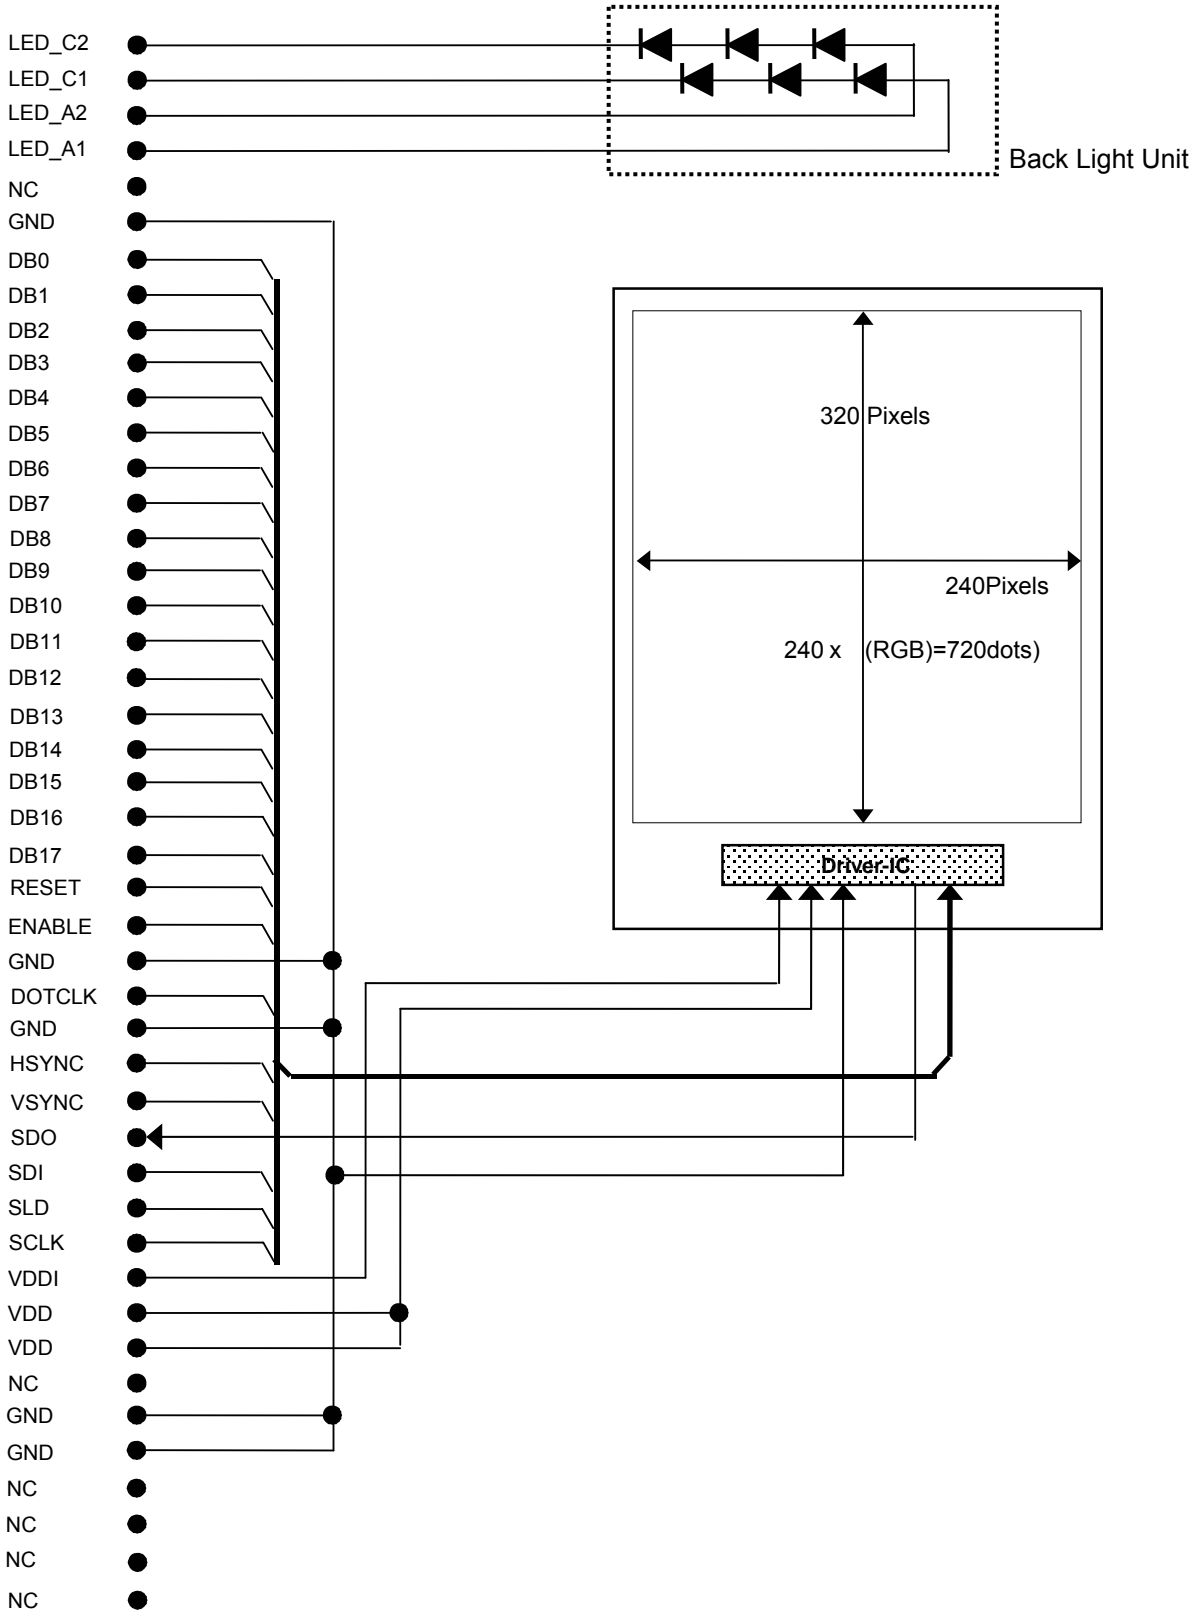 LED_C2
LED_C1
LED_A2
LED_A1
Back Light Unit
NC
GND
DB0
DB1
DB2
DB3
DB4
DB5
DB6
DB7
DB8
DB9
DB10
DB11
DB12
DB13
DB14
DB15
DB16
DB17
RESET
ENABLE
GND
DOTCLK
GND
HSYNC
VSYNC
SDO
SDI
SLD
SCLK
VDDI
VDD
VDD
NC
GND
GND
NC
NC
NC
NC
320 Pixels
240Pixels
240 x (RGB)=720dots)
Driver-IC